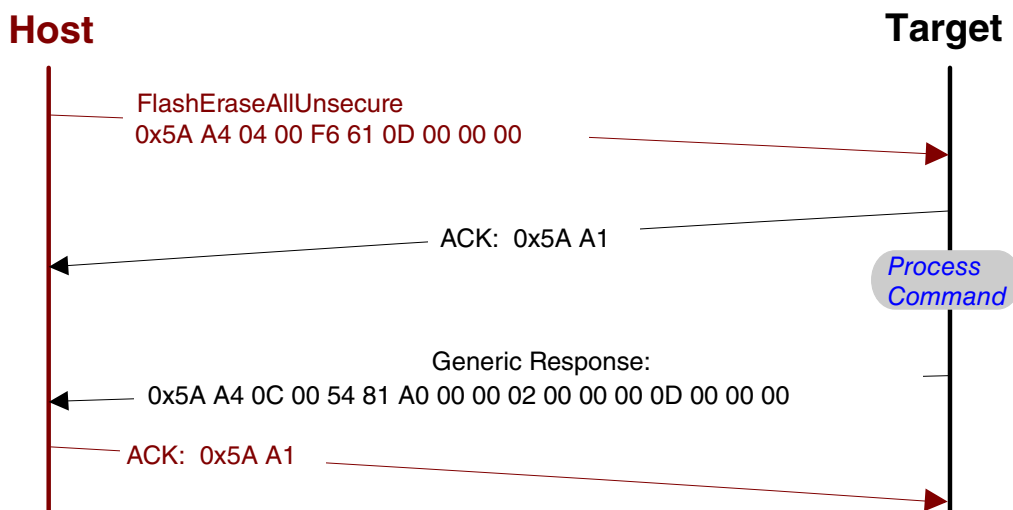 Host
Target
FlashEraseAllUnsecure
0x5A A4 04 00 F6 61 0D 00 00 00
ACK: 0x5A A1
Process
Command
Generic Response:
0x5A A4 0C 00 54 81 A0 00 00 02 00 00 00 0D 00 00 00
ACK: 0x5A A1